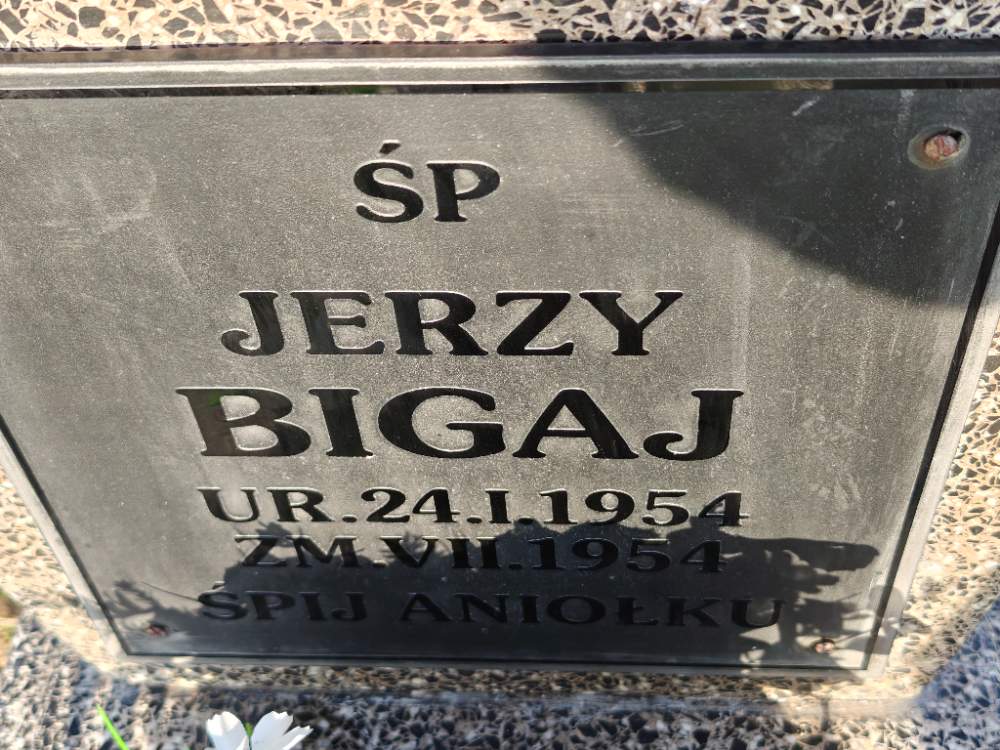 ŚP
JERZY
BIGAJ
UR.24.I.1954
ZM.VII.1954
ŚPIJ ANIOŁKU